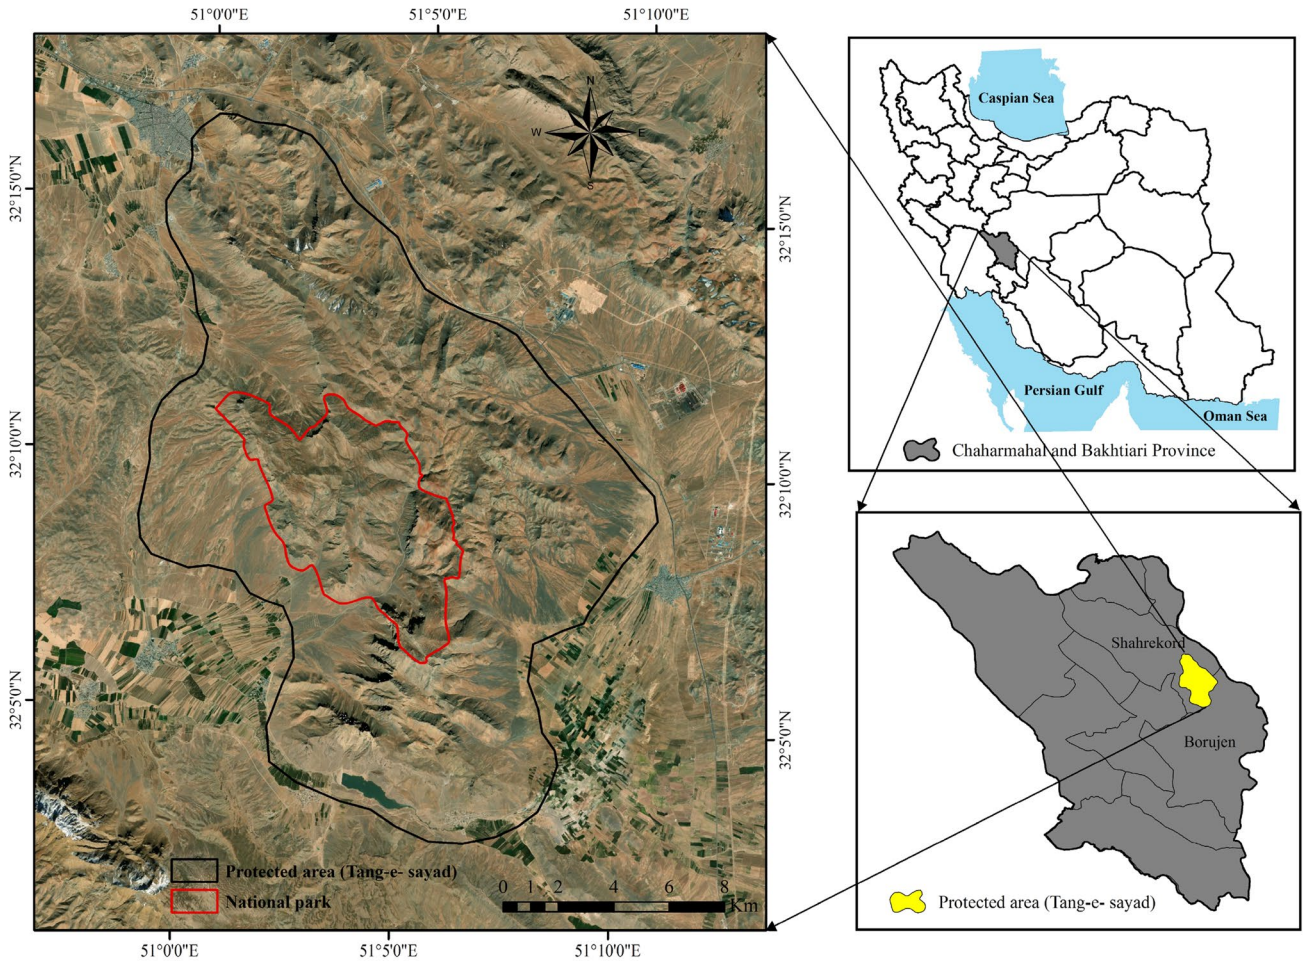 51°0'0"E
51°5'0"E
51°10'0"E
32°15'0"N
32°10'0"N
32°5'0"N
N
W
E
S
Protected area (Tang-e- sayad)
National park
0 1 2 4 6 8
Km
51°0'0"E
51°5'0"E
51°10'0"E
32°15'0"N
32°10'0"N
32°5'0"N
Caspian Sea
Persian Gulf
Oman Sea
Chaharmahal and Bakhtiari Province
Shahrekord
Borujen
Protected area (Tang-e- sayad)